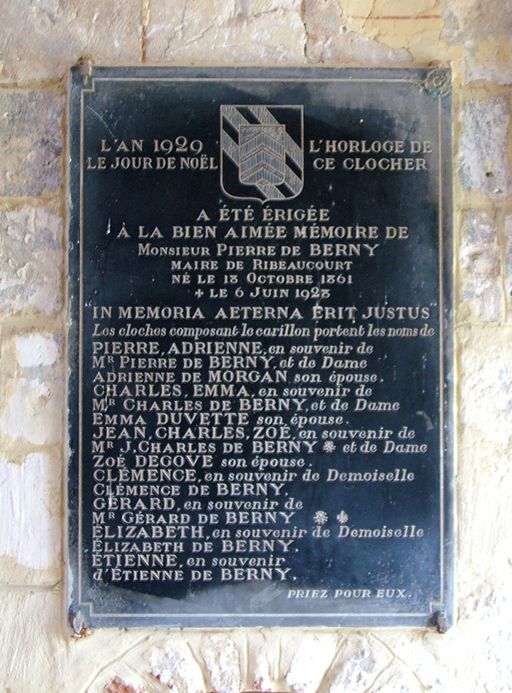 L'AN 1929 L'HORLOGE DE
LE JOUR DE NOËL CE CLOCHER
A ÉTÉ ÉRIGÉE
À LA BIEN AIMÉE MÉMOIRE DE
MONSIEUR PIERRE DE BERNY
MAIRE DE RIBEAUCOURT
NÉ LE 13 OCTOBRE 1861
+ LE 6 JUIN 1923
IN MEMORIA AETERNA ERIT JUSTUS
Les cloches composant le carillon portent les noms de
PIERRE, ADRIENNE, en souvenir de
MR PIERRE DE BERNY, et de Dame
ADRIENNE DE MORGAN son épouse.
CHARLES, EMMA, en souvenir de
MR CHARLES DE BERNY, et de Dame
EMMA DUVETTE son épouse.
JEAN, CHARLES, ZOÉ, en souvenir de
MR J. CHARLES DE BERNY et de Dame
ZOÉ DEGOVE son épouse.
CLÉMENCE, en souvenir de Demoiselle
CLÉMENCE DE BERNY.
GÉRARD, en souvenir de
MR GÉRARD DE BERNY
ELIZABETH, en souvenir de Demoiselle
ELIZABETH DE BERNY.
ÉTIENNE, en souvenir
d'ÉTIENNE DE BERNY.
PRIEZ POUR EUX.